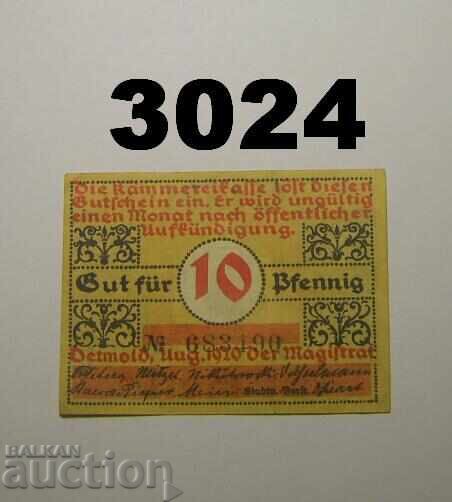 3024
Die Kämmereikasse löst diesen
Gutschein ein. Er wird ungültig
einen Monat nach öffentlicher
Aufkündigung.
Gut für 10 Pfennig
№ 683190
Detmold, Aug. 1920 Der Magistrat
BALKAN
auction